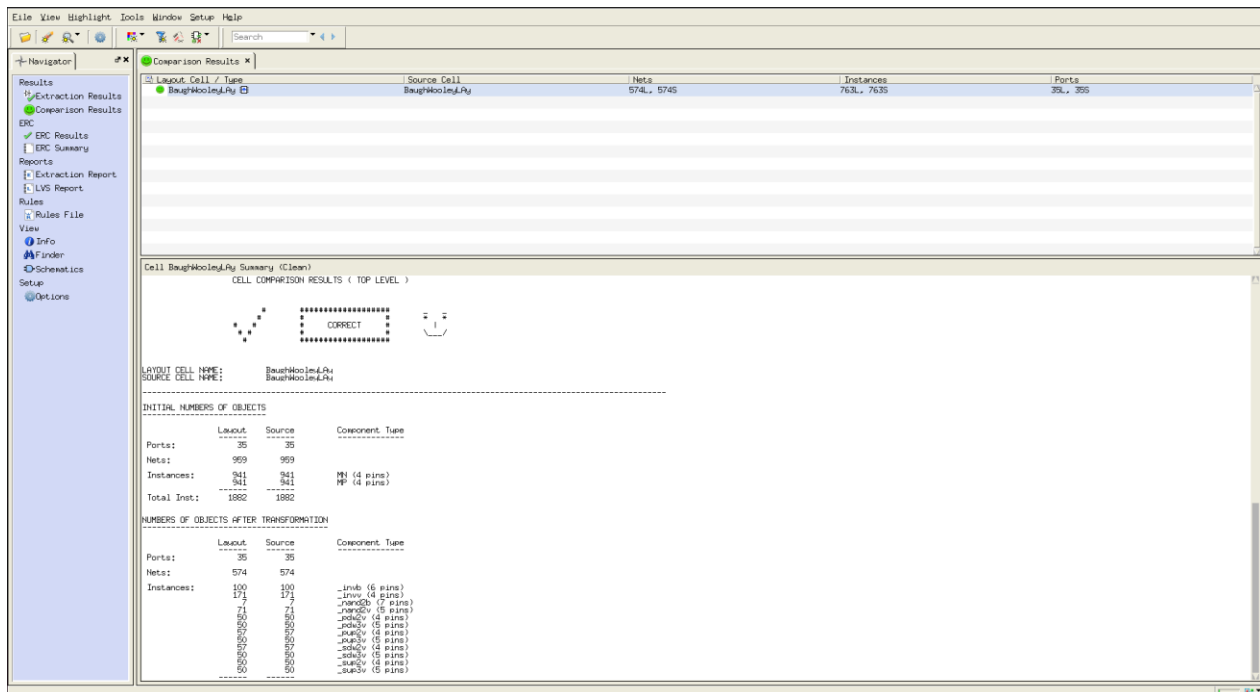 File View Highlight Tools Window Setup Help
Search
Navigator
Comparison Results
Results
Extraction Results
Comparison Results
ERC
ERC Results
ERC Summary
Reports
Extraction Report
LVS Report
Rules
Rules File
View
Info
Finder
Schematics
Setup
Options
Layout Cell / Type Source Cell Nets Instances Ports
BaughWooleyLAy BaughWooleyLAy 574L, 574S 763L, 763S 35L, 35S
Cell BaughWooleyLAy Summary (Clean)
CELL COMPARISON RESULTS ( TOP LEVEL )
CORRECT
LAYOUT CELL NAME: BaughWooleyLAy
SOURCE CELL NAME: BaughWooleyLAy
INITIAL NUMBERS OF OBJECTS
Layout Source Component Type
Ports: 35 35
Nets: 959 959
Instances: 941 941 MN (4 pins)
941 941 MP (4 pins)
Total Inst: 1882 1882
NUMBERS OF OBJECTS AFTER TRANSFORMATION
Layout Source Component Type
Ports: 35 35
Nets: 574 574
Instances: 100 100 _invb (6 pins)
171 171 _invv (4 pins)
7 7 _nand2b (7 pins)
71 71 _nand2v (5 pins)
50 50 _pdw2v (4 pins)
50 50 _pdw3v (5 pins)
57 57 _pup2v (4 pins)
50 50 _pup3v (5 pins)
57 57 _sdw2v (4 pins)
50 50 _sdw3v (5 pins)
50 50 _sup2v (4 pins)
50 50 _sup3v (5 pins)